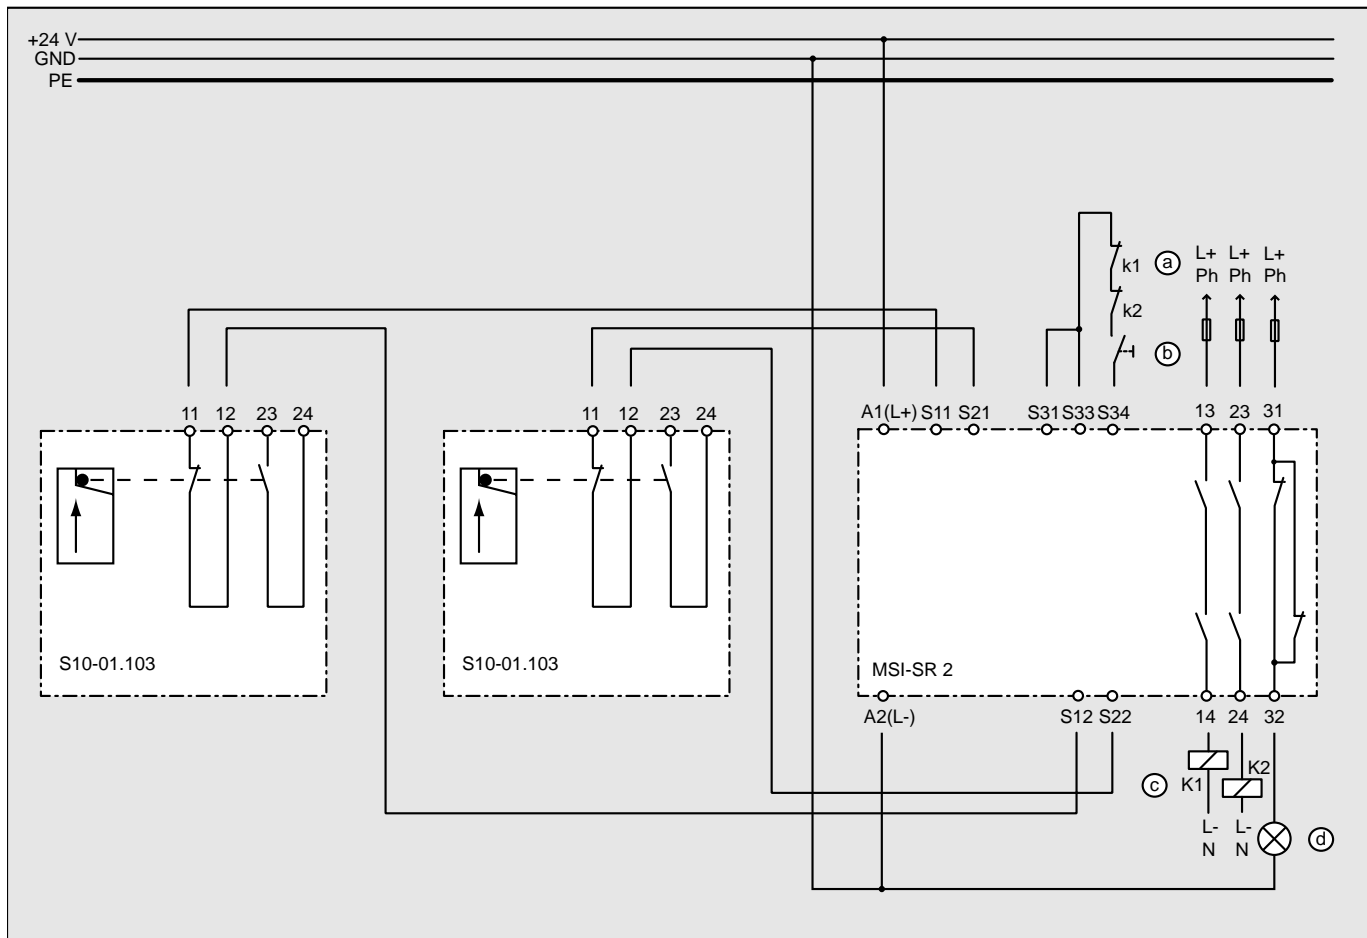 +24 V
GND
PE
k1
a
k2
b
L+ L+ L+
Ph Ph Ph
11 12 23 24
11 12 23 24
A1(L+) S11 S21 S31 S33 S34 13 23 31
S10-01.103
S10-01.103
MSI-SR 2
A2(L-) S12 S22 14 24 32
c
K1
K2
L- L-
N N
d